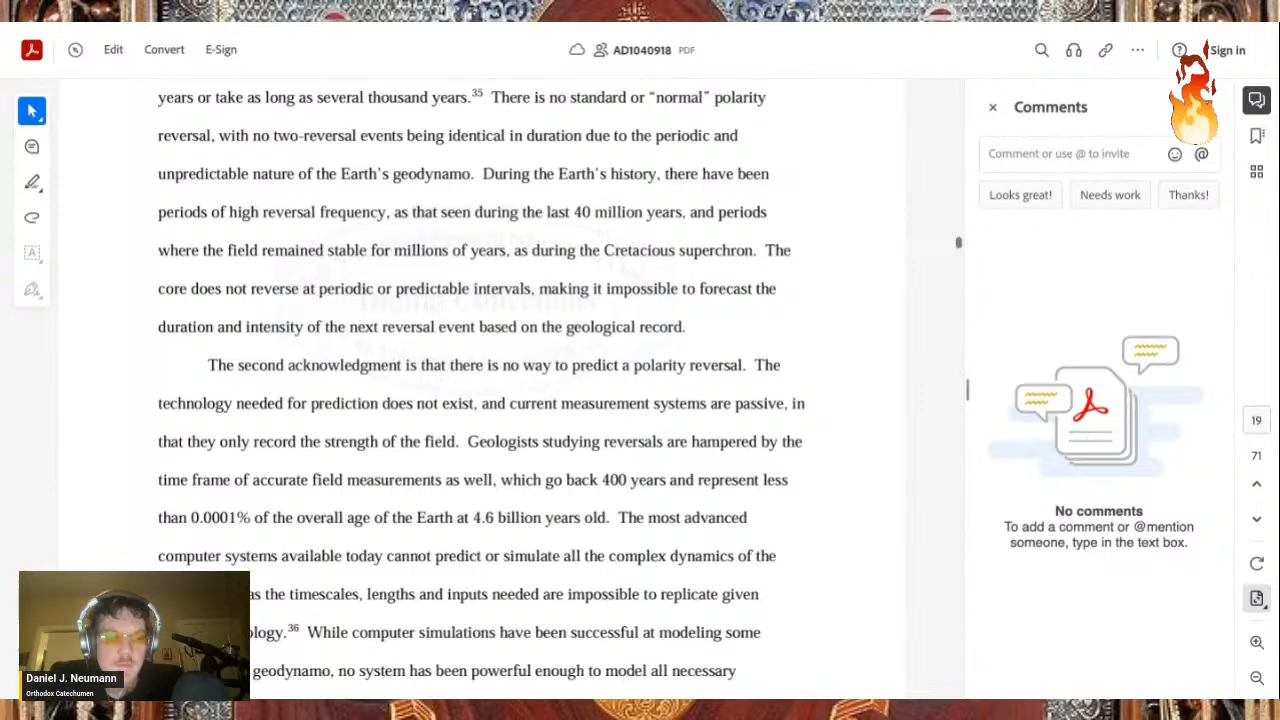 Edit Convert E-Sign AD1040918 PDF Sign in
years or take as long as several thousand years.35 There is no standard or “normal” polarity
reversal, with no two-reversal events being identical in duration due to the periodic and
unpredictable nature of the Earth’s geodynamo. During the Earth’s history, there have been
periods of high reversal frequency, as that seen during the last 40 million years, and periods
where the field remained stable for millions of years, as during the Cretacious superchron. The
core does not reverse at periodic or predictable intervals, making it impossible to forecast the
duration and intensity of the next reversal event based on the geological record.
The second acknowledgment is that there is no way to predict a polarity reversal. The
technology needed for prediction does not exist, and current measurement systems are passive, in
that they only record the strength of the field. Geologists studying reversals are hampered by the
time frame of accurate field measurements as well, which go back 400 years and represent less
than 0.0001% of the overall age of the Earth at 4.6 billion years old. The most advanced
computer systems available today cannot predict or simulate all the complex dynamics of the
as the timescales, lengths and inputs needed are impossible to replicate given
ology.36 While computer simulations have been successful at modeling some
geodynamo, no system has been powerful enough to model all necessary
Comments
Comment or use @ to invite
Looks great! Needs work Thanks!
No comments
To add a comment or @mention
someone, type in the text box.
19
71
Daniel J. Neumann
Orthodox Catechumen